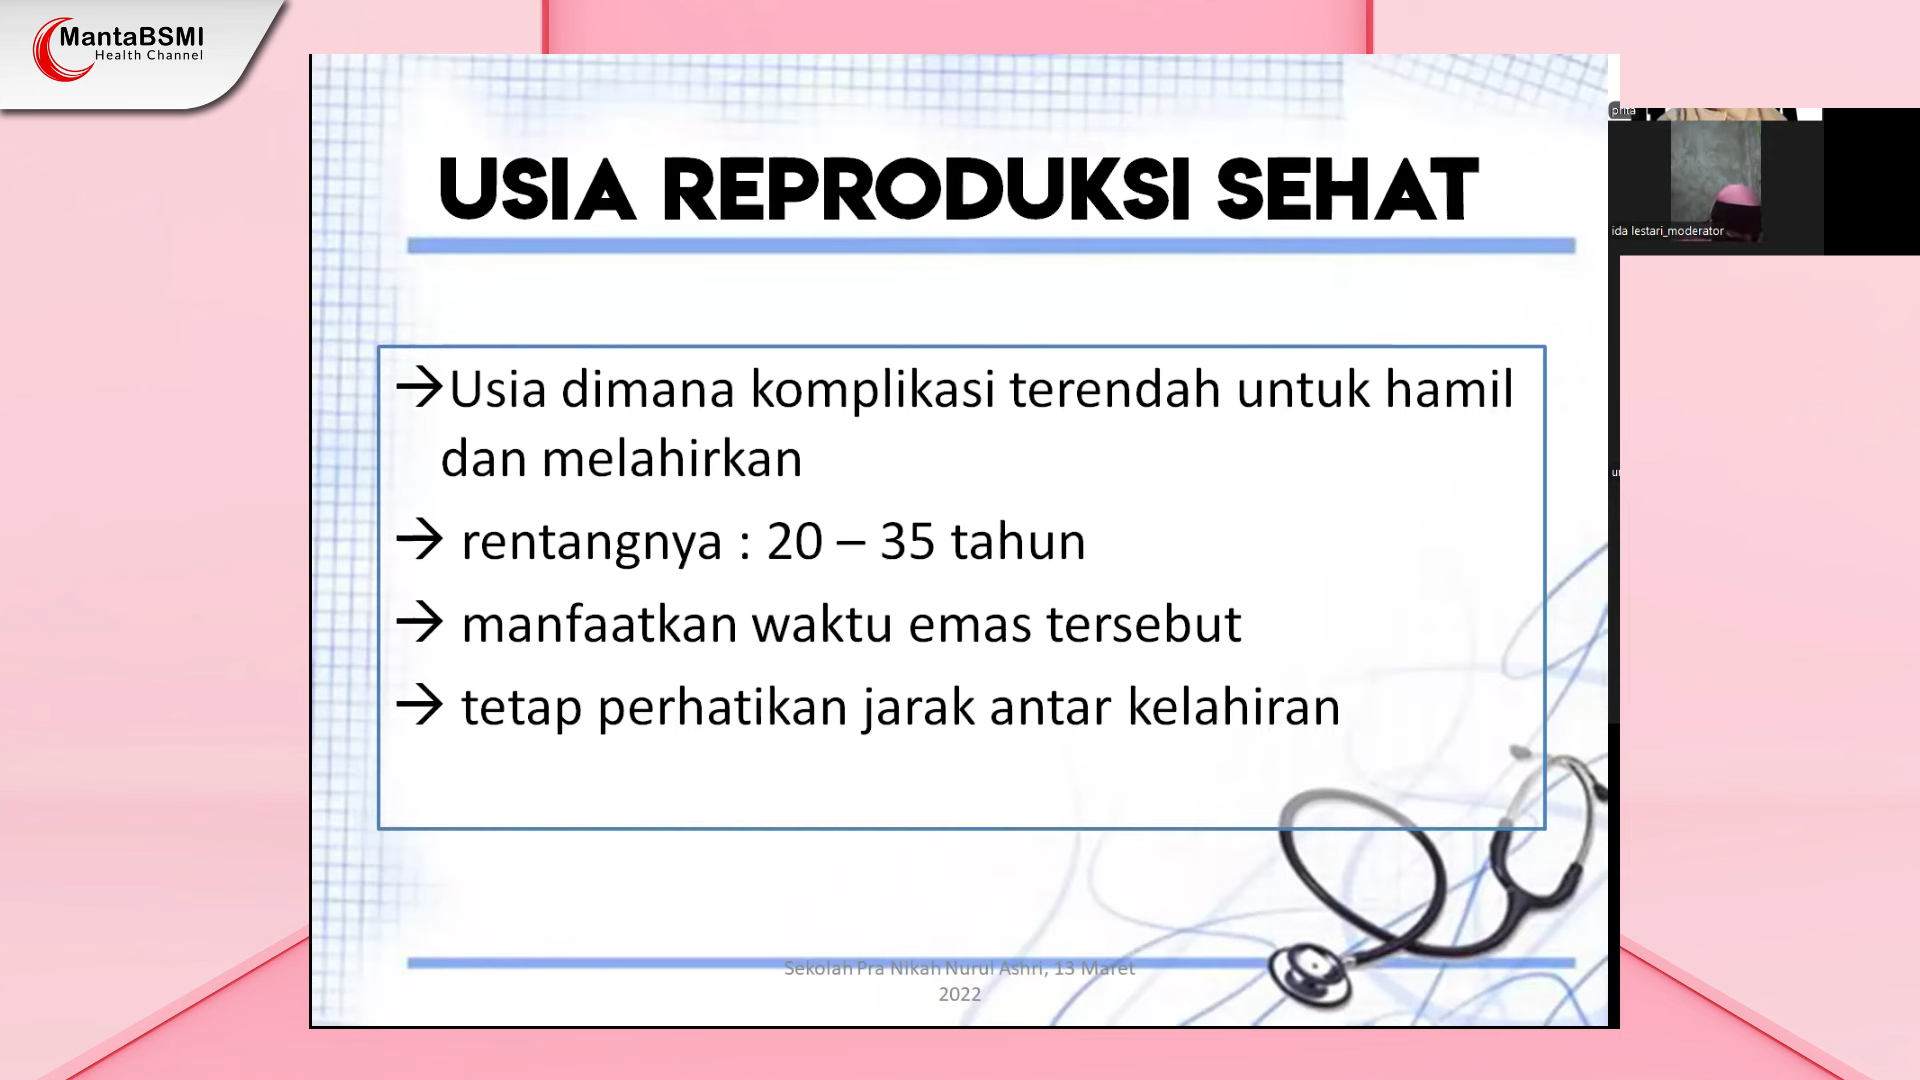 MantaBSMI
Health Channel
USIA REPRODUKSI SEHAT
→Usia dimana komplikasi terendah untuk hamil
dan melahirkan
→ rentangnya : 20 – 35 tahun
→ manfaatkan waktu emas tersebut
→ tetap perhatikan jarak antar kelahiran
Sekolah Pra Nikah Nurul Ashri, 13 Maret
2022
prita
ida lestari_moderator